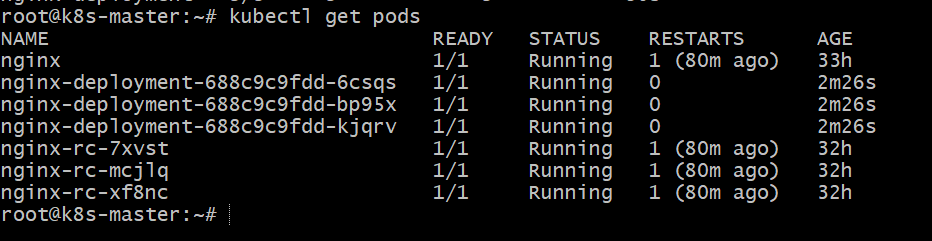 root@k8s-master:~# kubectl get pods
NAME READY STATUS RESTARTS AGE
nginx 1/1 Running 1 (80m ago) 33h
nginx-deployment-688c9c9fdd-6csqs 1/1 Running 0 2m26s
nginx-deployment-688c9c9fdd-bp95x 1/1 Running 0 2m26s
nginx-deployment-688c9c9fdd-kjqrv 1/1 Running 0 2m26s
nginx-rc-7xvst 1/1 Running 1 (80m ago) 32h
nginx-rc-mcjlq 1/1 Running 1 (80m ago) 32h
nginx-rc-xf8nc 1/1 Running 1 (80m ago) 32h
root@k8s-master:~#